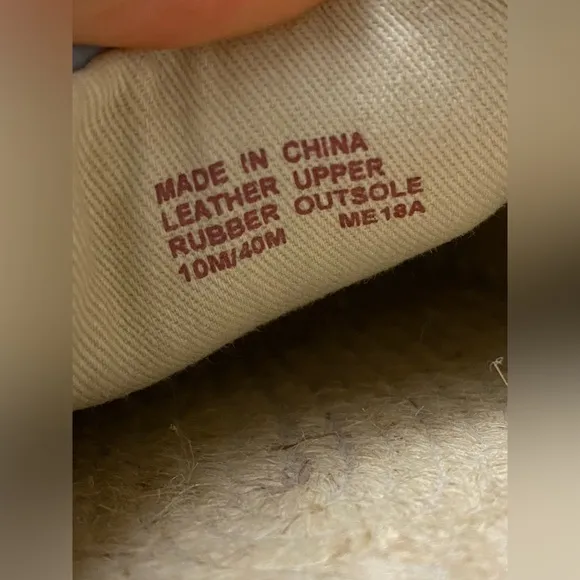 MADE IN CHINA
LEATHER UPPER
RUBBER OUTSOLE
10M/40M ME18A